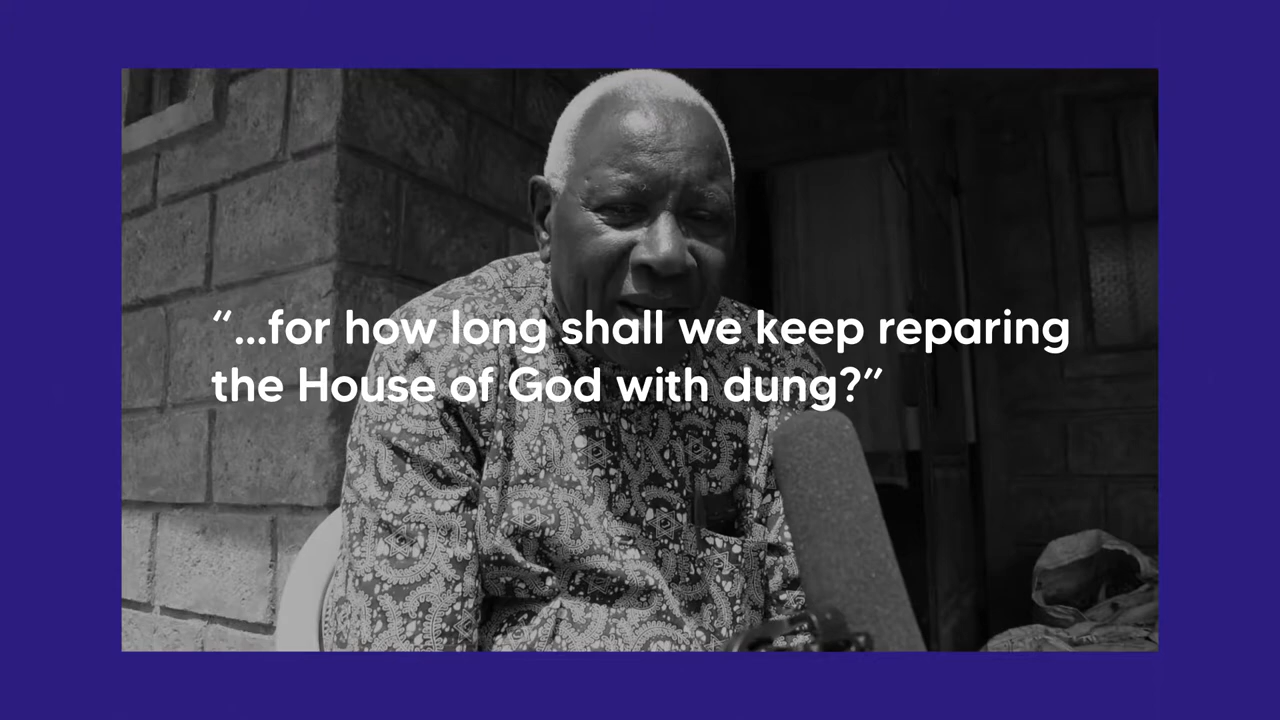 “...for how long shall we keep reparing
the House of God with dung?”